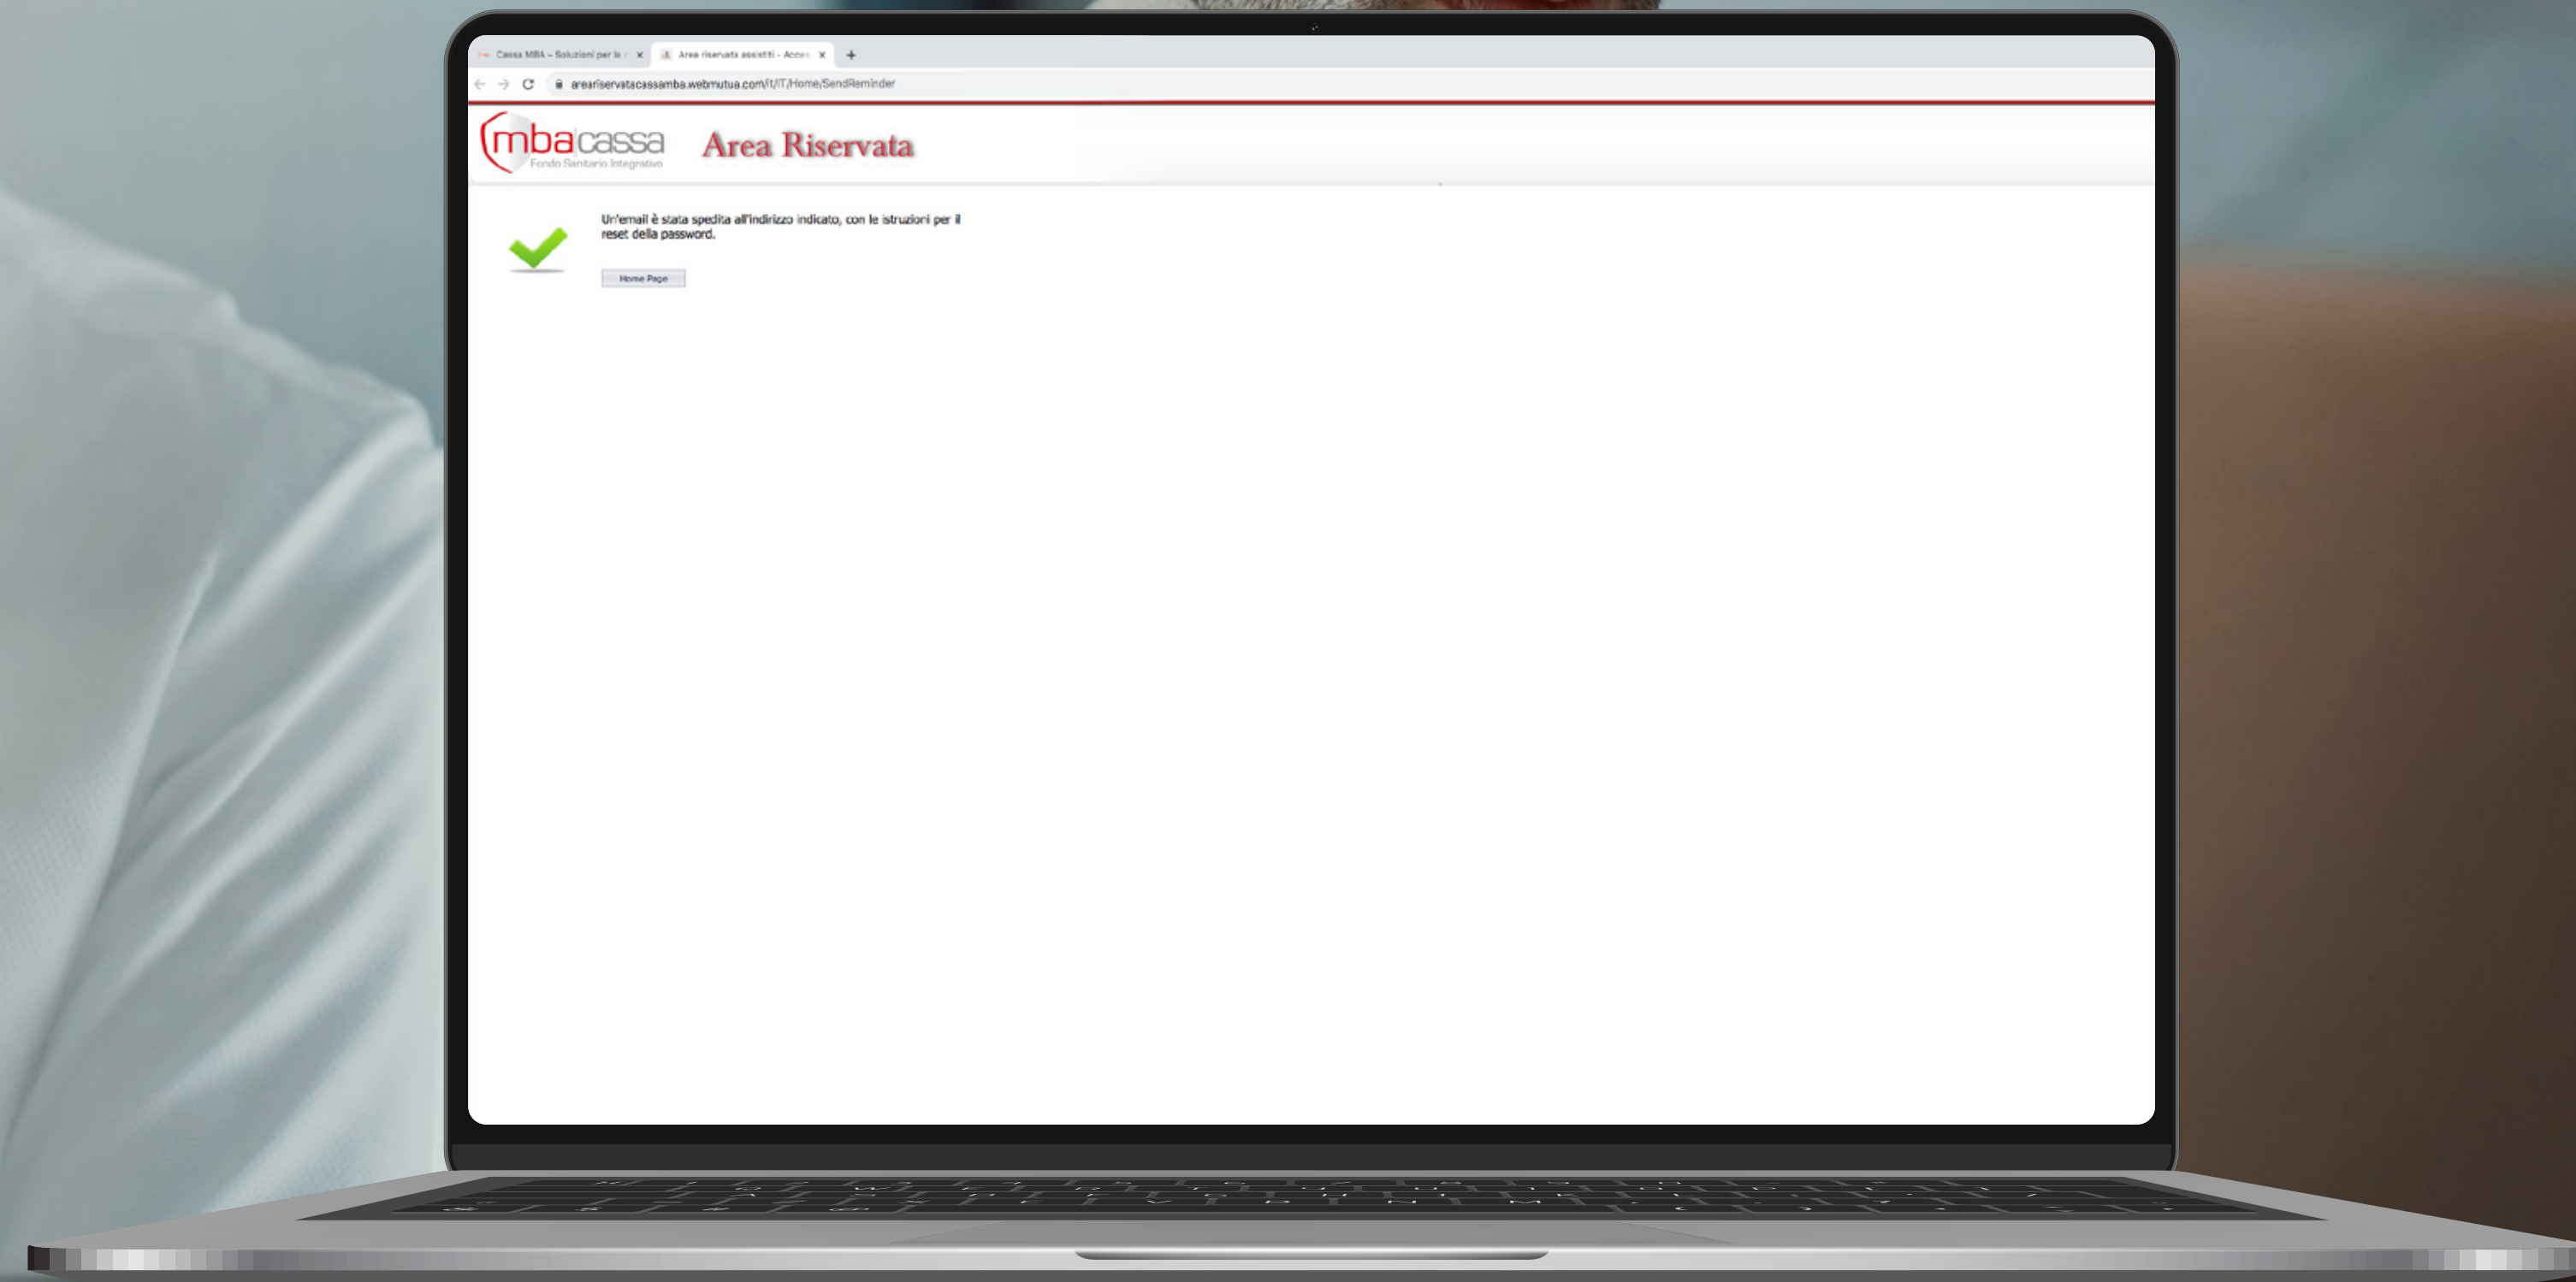 Cassa MBA – Soluzioni per la
Area riservata assistiti - Acces
areariservatacassamba.webmutua.com/it/IT/Home/SendReminder
mbacassa
Fondo Sanitario Integrativo
Area Riservata
Un'email è stata spedita all'indirizzo indicato, con le istruzioni per il
reset della password.
Home Page